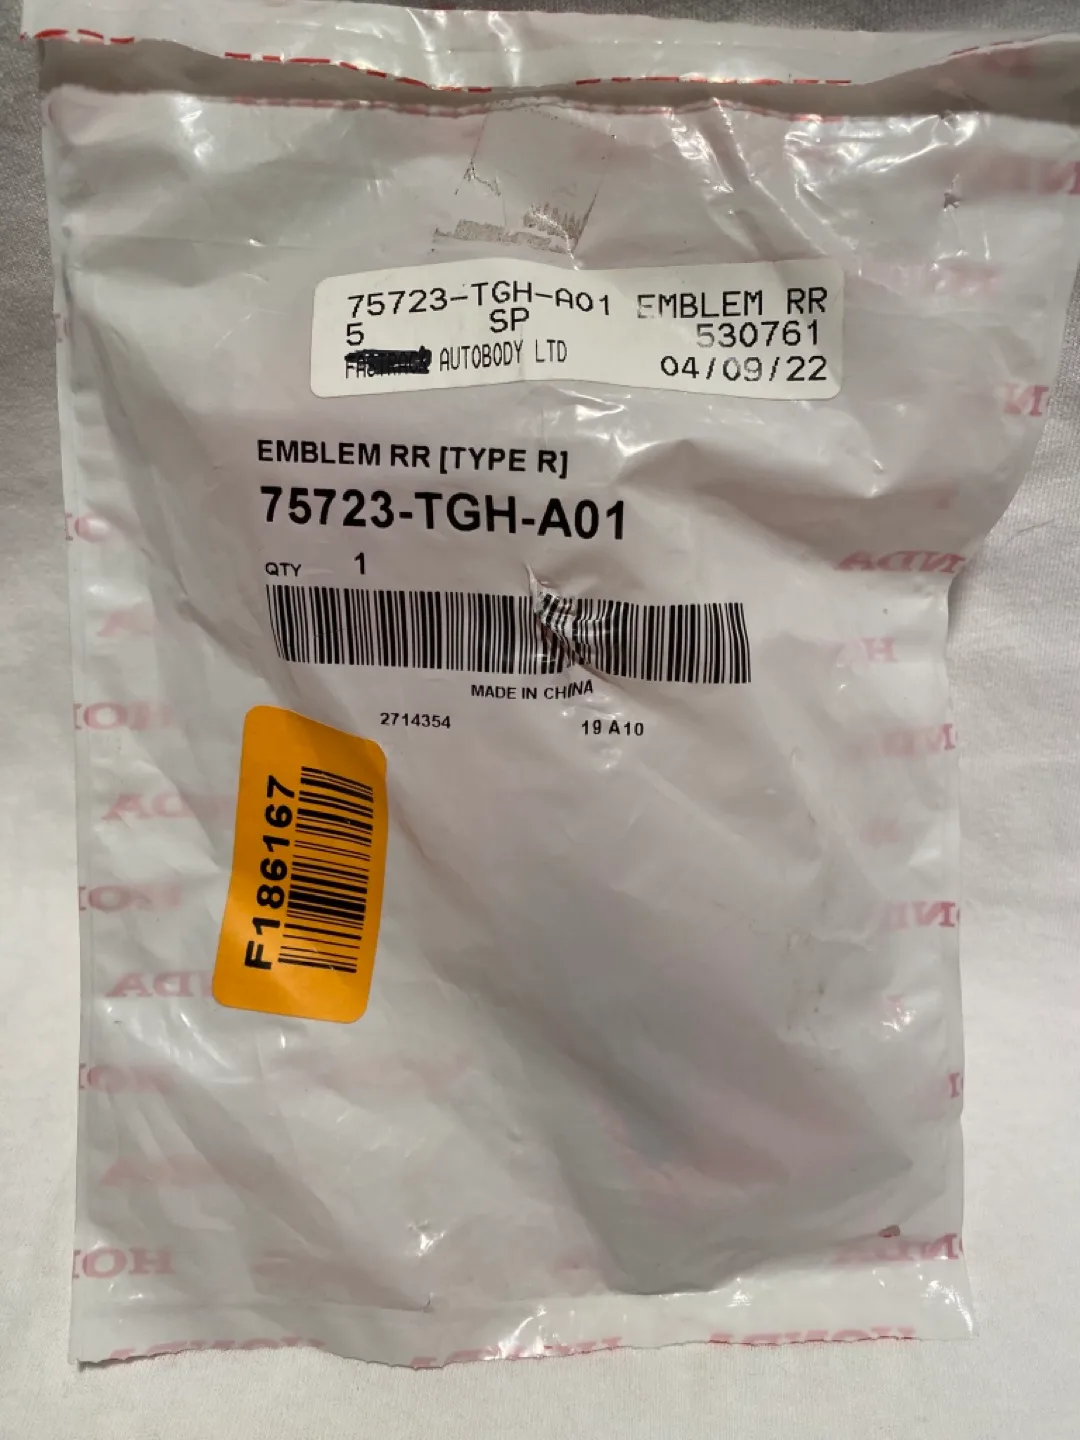 75723-TGH-A01 EMBLEM RR
5 SP 530761
AUTOBODY LTD 04/09/22
EMBLEM RR [TYPE R]
75723-TGH-A01
QTY 1
MADE IN CHINA
2714354 19 A10
F186167
HONDA